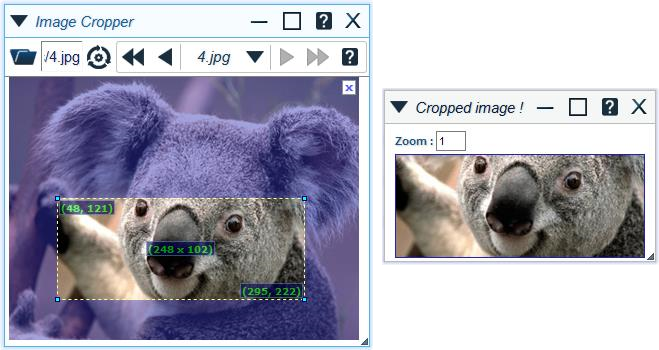 Image Cropper
/4.jpg
4.jpg
x
(48, 121)
(248 x 102)
(295, 222)
Cropped image !
Zoom :
1